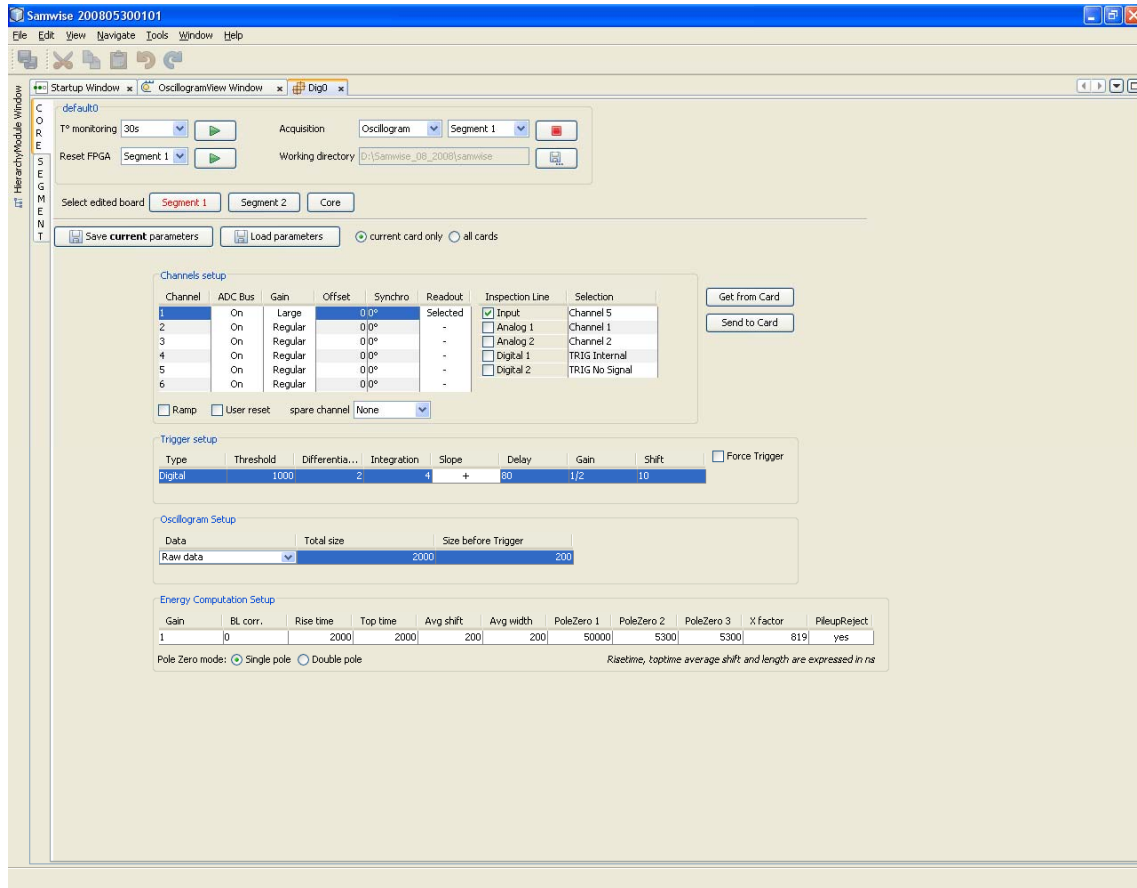 Samwise 200805300101
File Edit View Navigate Tools Window Help
HierarchyModule Window
Startup Window OscillogramView Window Dig0
CORE
SEGMENT
default0
T° monitoring 30s Acquisition Oscillogram Segment 1
Reset FPGA Segment 1 Working directory D:\Samwise_08_2008\samwise
Select edited board Segment 1 Segment 2 Core
Save current parameters Load parameters current card only all cards
Channels setup
Channel ADC Bus Gain Offset Synchro Readout Inspection Line Selection Get from Card
1 On Large 0 0° Selected Input Channel 5
2 On Regular 0 0° - Analog 1 Channel 1 Send to Card
3 On Regular 0 0° - Analog 2 Channel 2
4 On Regular 0 0° - Digital 1 TRIG Internal
5 On Regular 0 0° - Digital 2 TRIG No Signal
6 On Regular 0 0° -
Ramp User reset spare channel None
Trigger setup
Type Threshold Differentia... Integration Slope Delay Gain Shift Force Trigger
Digital 1000 2 4 + 80 1/2 10
Oscillogram Setup
Data Total size Size before Trigger
Raw data 2000 200
Energy Computation Setup
Gain BL corr. Rise time Top time Avg shift Avg width PoleZero 1 PoleZero 2 PoleZero 3 X factor PileupReject
1 0 2000 2000 200 200 50000 5300 5300 819 yes
Pole Zero mode: Single pole Double pole Risetime, toptime average shift and length are expressed in ns